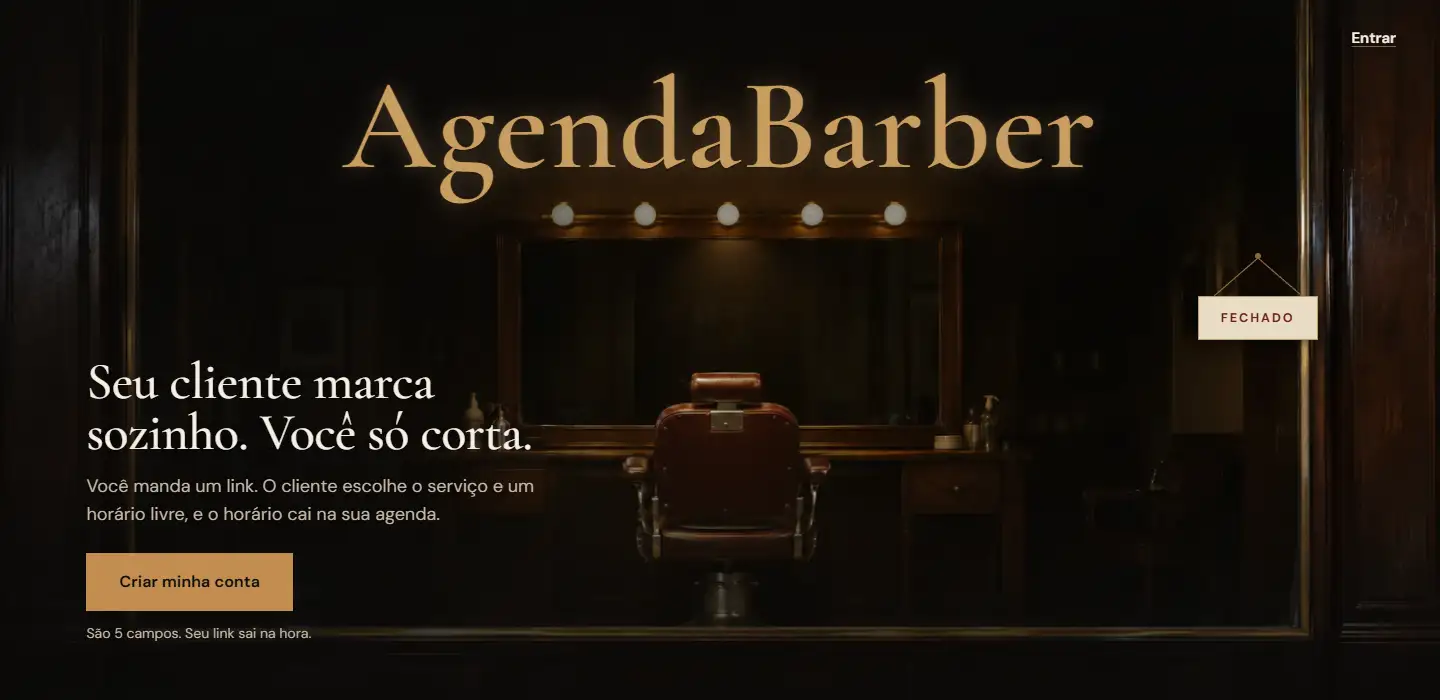 Entrar
AgendaBarber
FECHADO
Seu cliente marca
sozinho. Você só corta.
Você manda um link. O cliente escolhe o serviço e um
horário livre, e o horário cai na sua agenda.
Criar minha conta
São 5 campos. Seu link sai na hora.